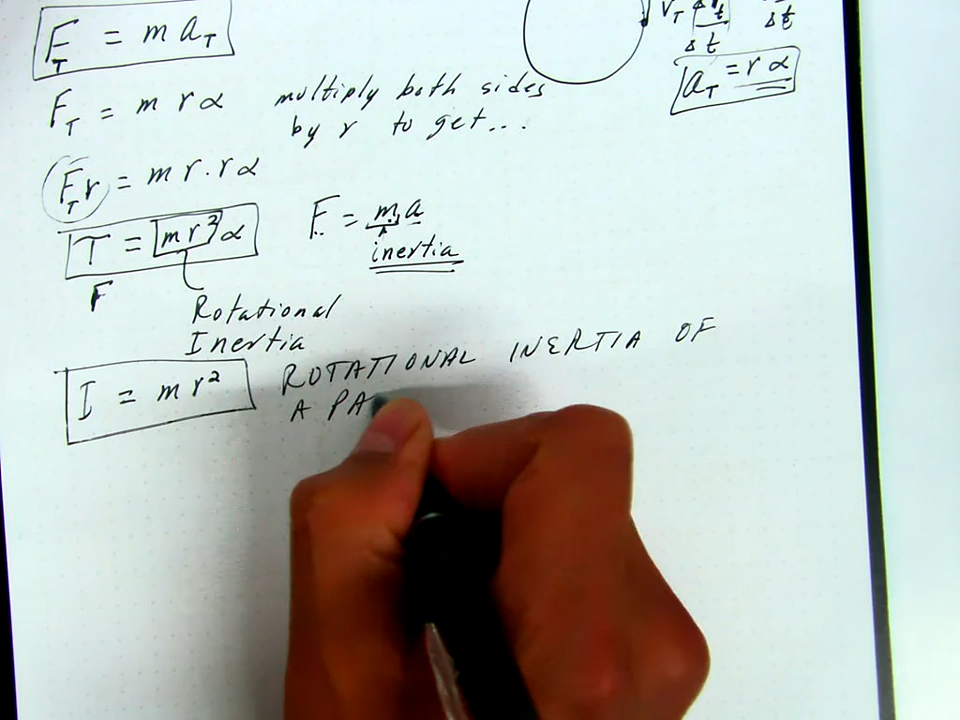 F_T = m a_T
V_T Δ t Δ t
Δ t
a_T = r α
F_T = m r α multiply both sides
by r to get...
F_T r = m r . r α
τ = m r² α F = m a
inertia
F
Rotational
Inertia
I = m r² ROTATIONAL INERTIA OF
A PA